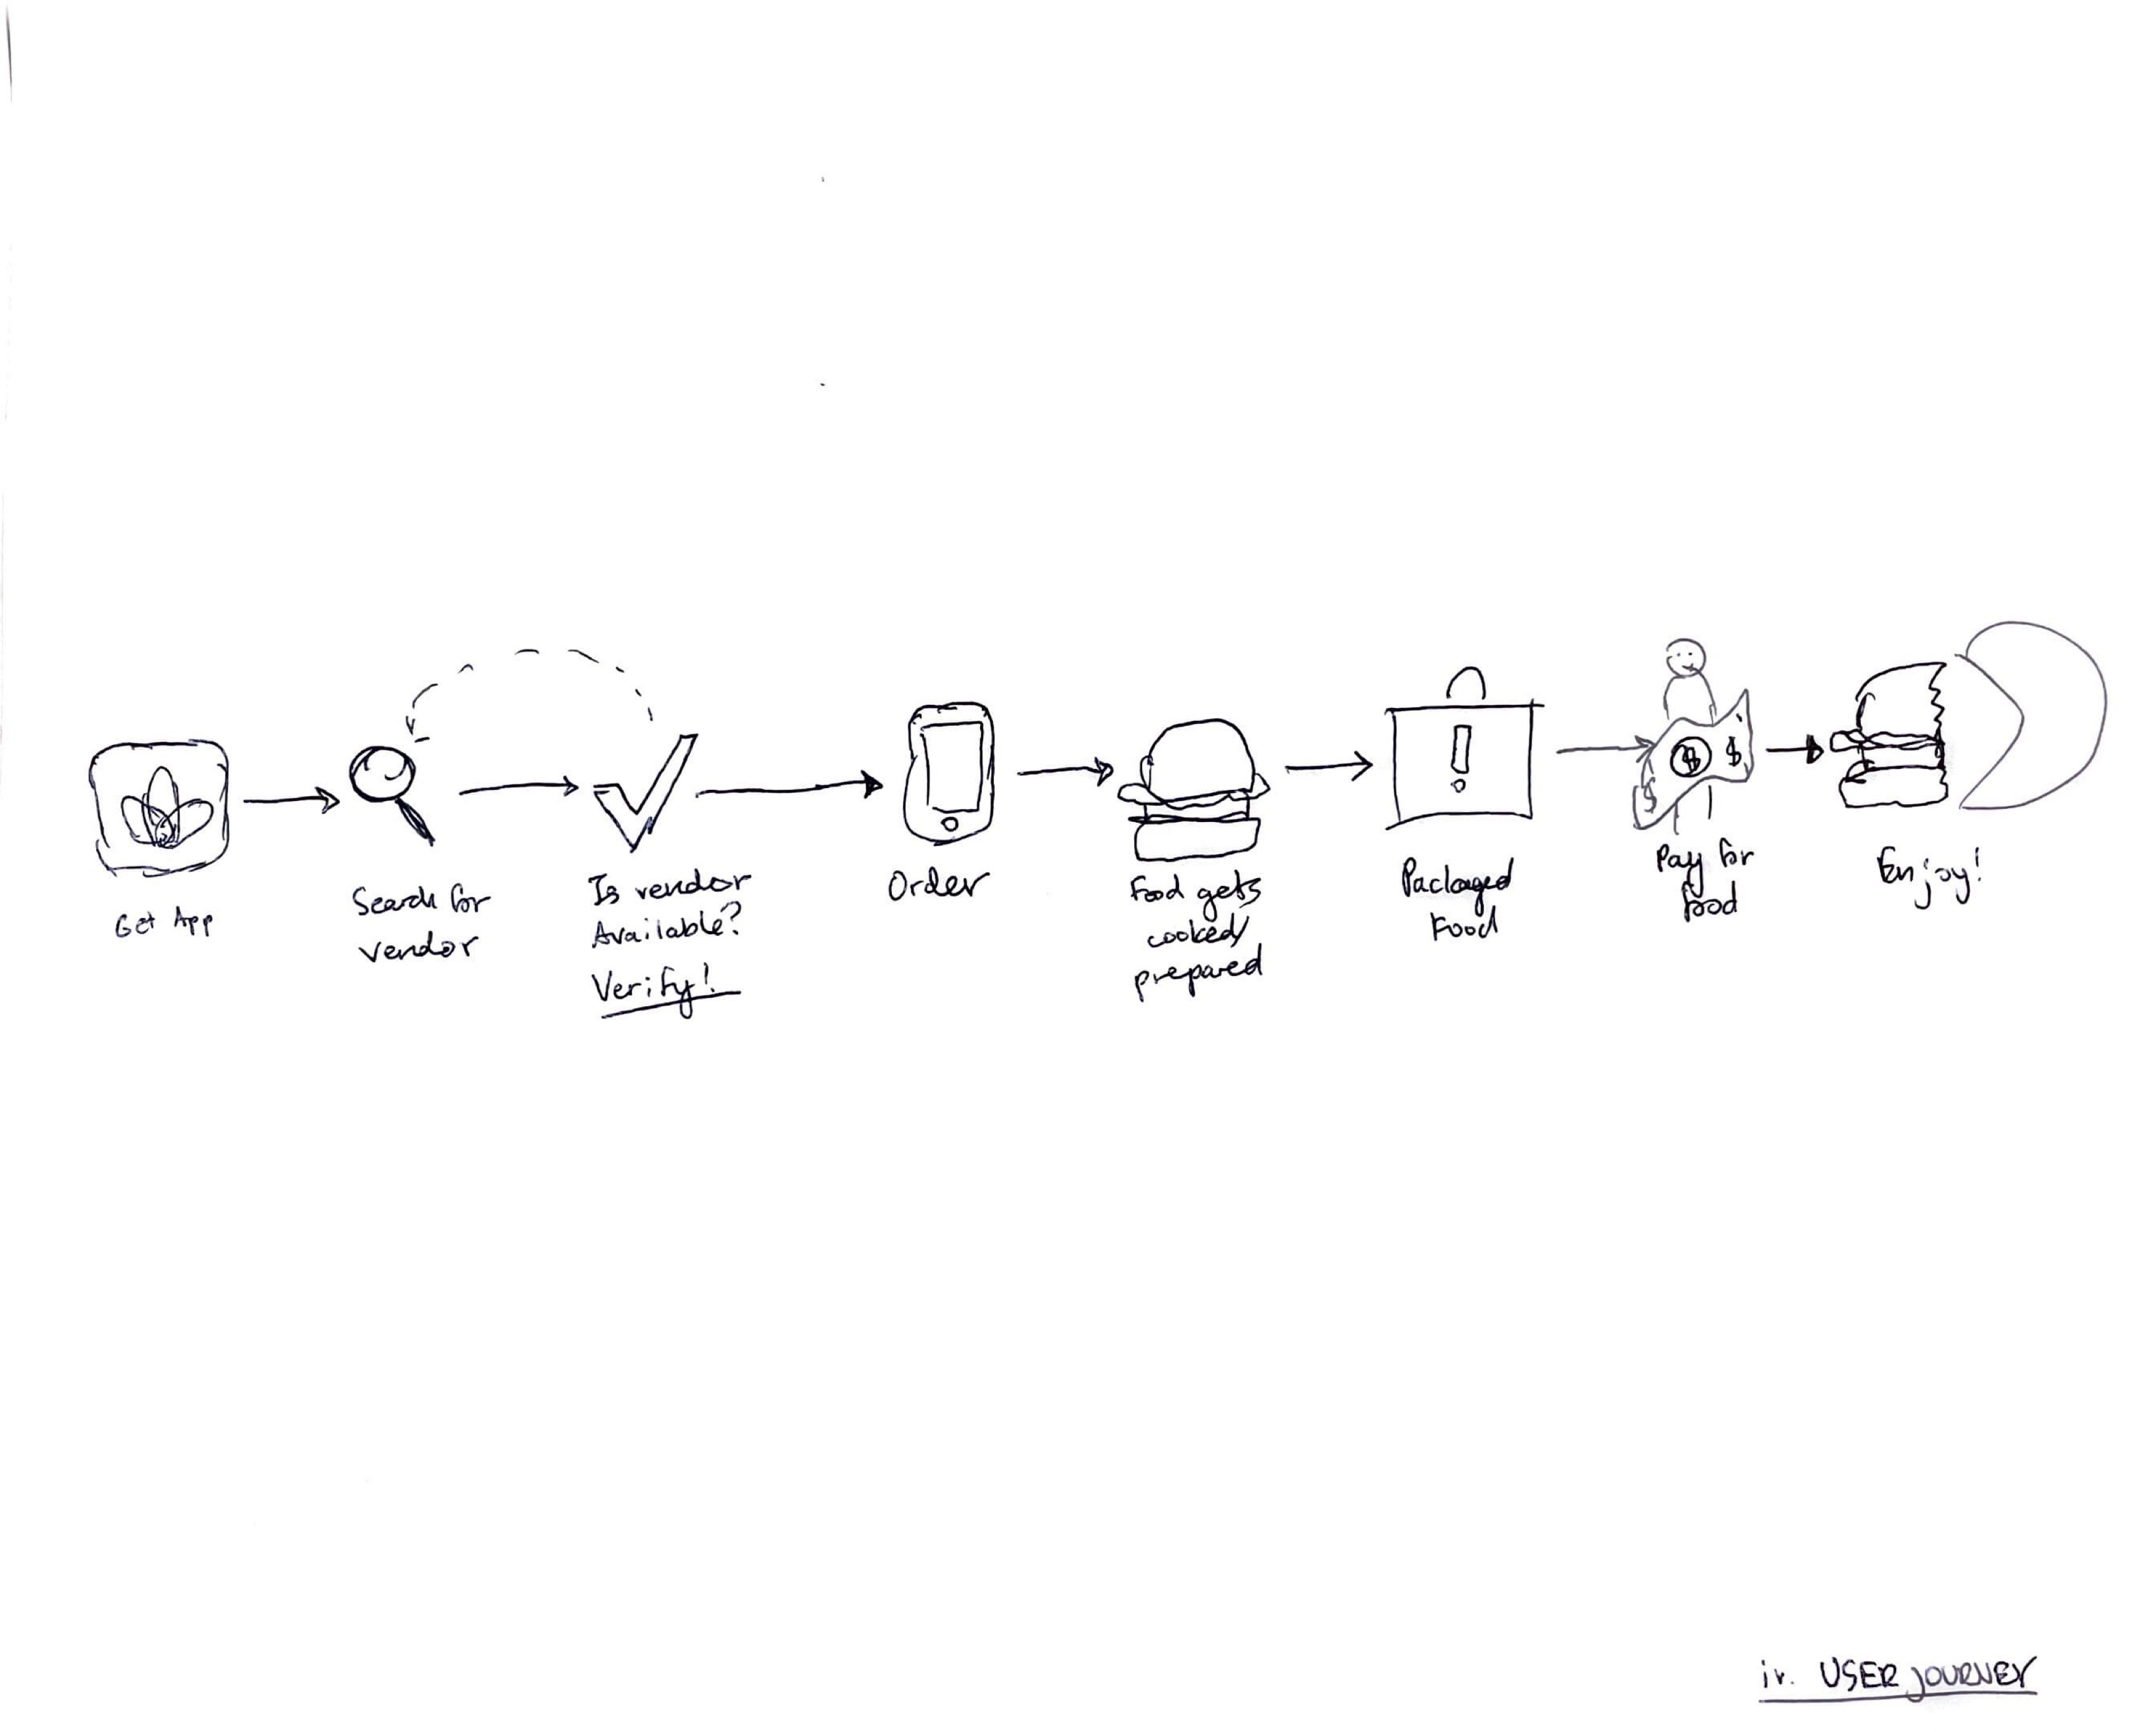 Get App
Search for
vendor
Is vendor
Available?
Verify!
Order
Food gets
cooked/
prepared
Packaged
Food
$ $
$
Pay for
food
Enjoy!
iv. USER JOURNEY